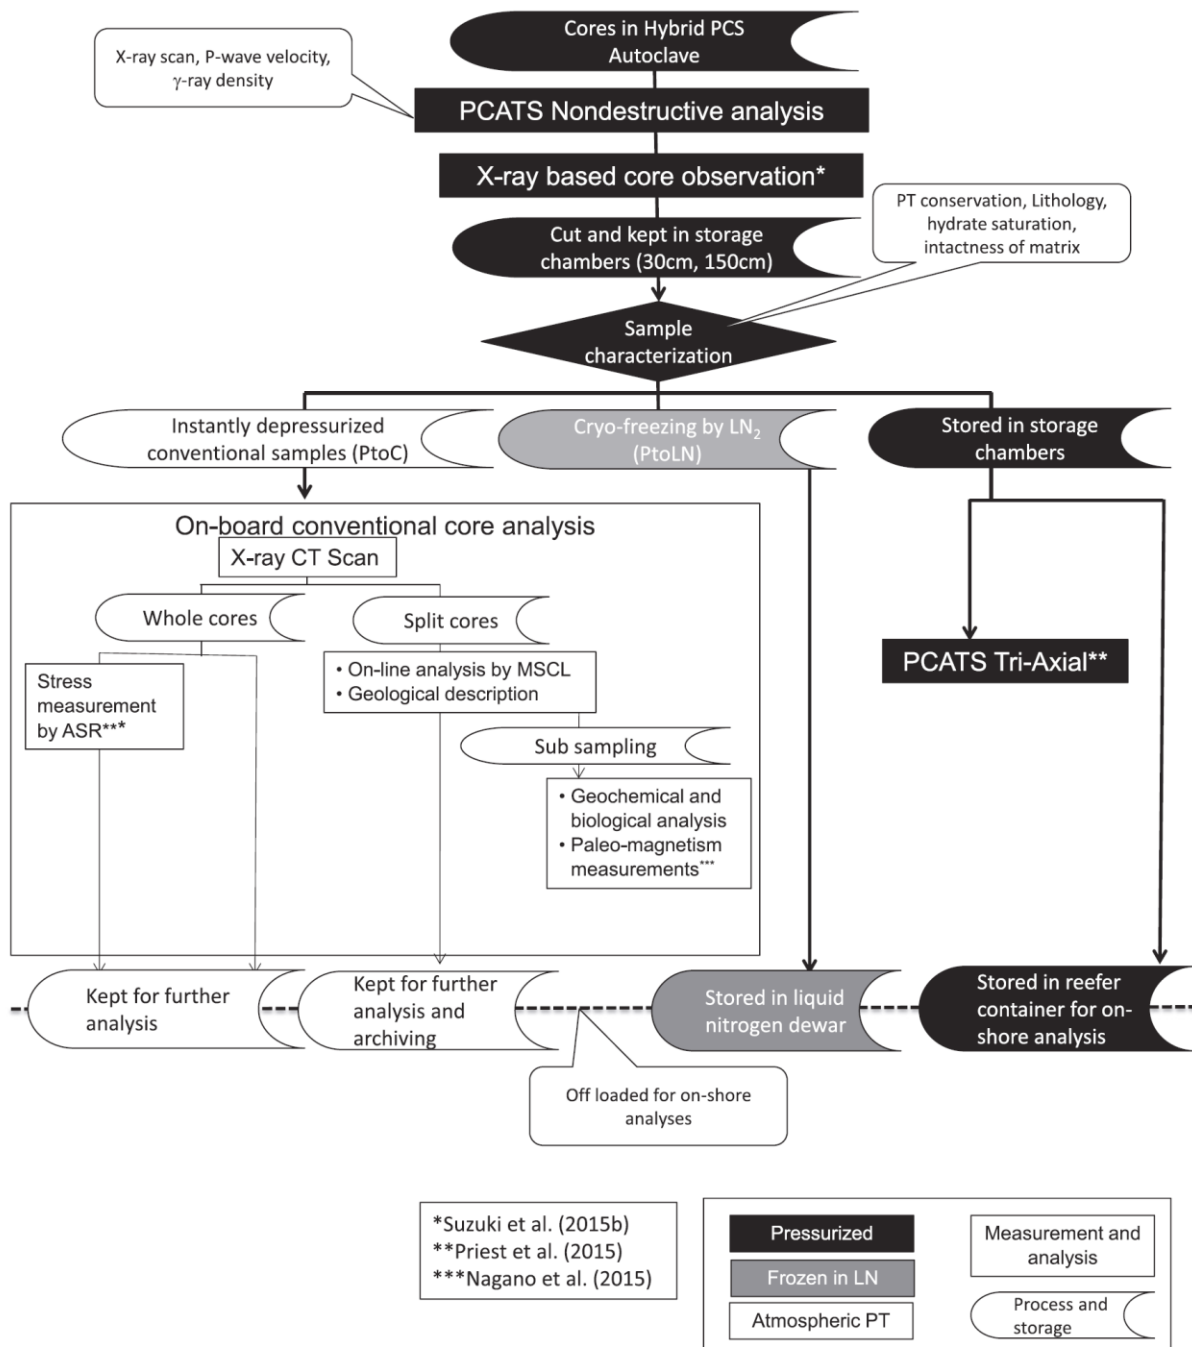 Cores in Hybrid PCS
Autoclave
X-ray scan, P-wave velocity,
γ-ray density
PCATS Nondestructive analysis
X-ray based core observation*
PT conservation, Lithology,
hydrate saturation,
intactness of matrix
Cut and kept in storage
chambers (30cm, 150cm)
Sample
characterization
Instantly depressurized
conventional samples (PtoC)
Cryo-freezing by LN₂
(PtoLN)
Stored in storage
chambers
On-board conventional core analysis
X-ray CT Scan
Whole cores
Split cores
Stress
measurement
by ASR***
• On-line analysis by MSCL
• Geological description
PCATS Tri-Axial**
Sub sampling
• Geochemical and
biological analysis
• Paleo-magnetism
measurements***
Kept for further
analysis
Kept for further
analysis and
archiving
Stored in liquid
nitrogen dewar
Stored in reefer
container for on-
shore analysis
Off loaded for on-shore
analyses
*Suzuki et al. (2015b)
**Priest et al. (2015)
***Nagano et al. (2015)
Pressurized
Frozen in LN
Atmospheric PT
Measurement and
analysis
Process and
storage